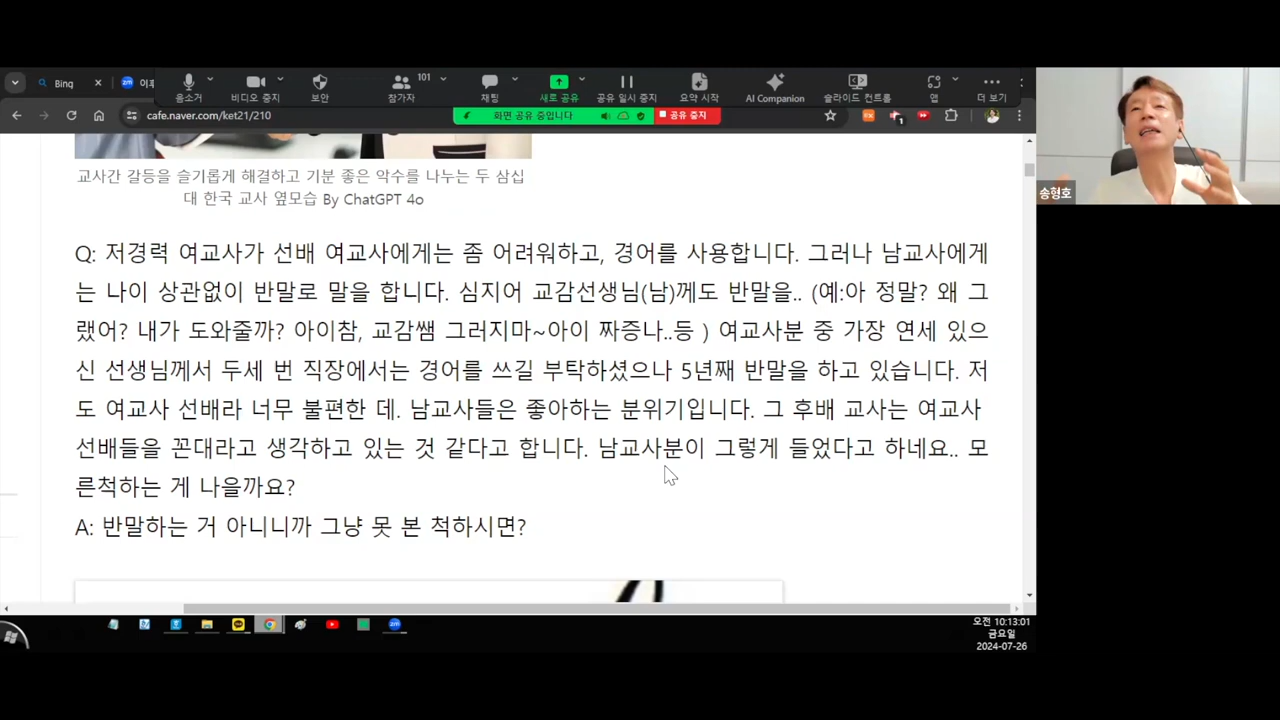 Bing
이후
101
음소거
비디오 중지
보안
참가자
채팅
새로 공유
공유 일시 중지
요약 시작
AI Companion
슬라이드 컨트롤
앱
더 보기
cafe.naver.com/ket21/210
화면 공유 중입니다
공유 중지
송형호
교사간 갈등을 슬기롭게 해결하고 기분 좋은 악수를 나누는 두 삼십
대 한국 교사 옆모습 By ChatGPT 4o
Q: 저경력 여교사가 선배 여교사에게는 좀 어려워하고, 경어를 사용합니다. 그러나 남교사에게
는 나이 상관없이 반말로 말을 합니다. 심지어 교감선생님(남)께도 반말을.. (예:아 정말? 왜 그
랬어? 내가 도와줄까? 아이참, 교감쌤 그러지마~아이 짜증나..등 ) 여교사분 중 가장 연세 있으
신 선생님께서 두세 번 직장에서는 경어를 쓰길 부탁하셨으나 5년째 반말을 하고 있습니다. 저
도 여교사 선배라 너무 불편한 데. 남교사들은 좋아하는 분위기입니다. 그 후배 교사는 여교사
선배들을 꼰대라고 생각하고 있는 것 같다고 합니다. 남교사분이 그렇게 들었다고 하네요.. 모
른척하는 게 나을까요?
A: 반말하는 거 아니니까 그냥 못 본 척하시면?
오전 10:13:01
금요일
2024-07-26